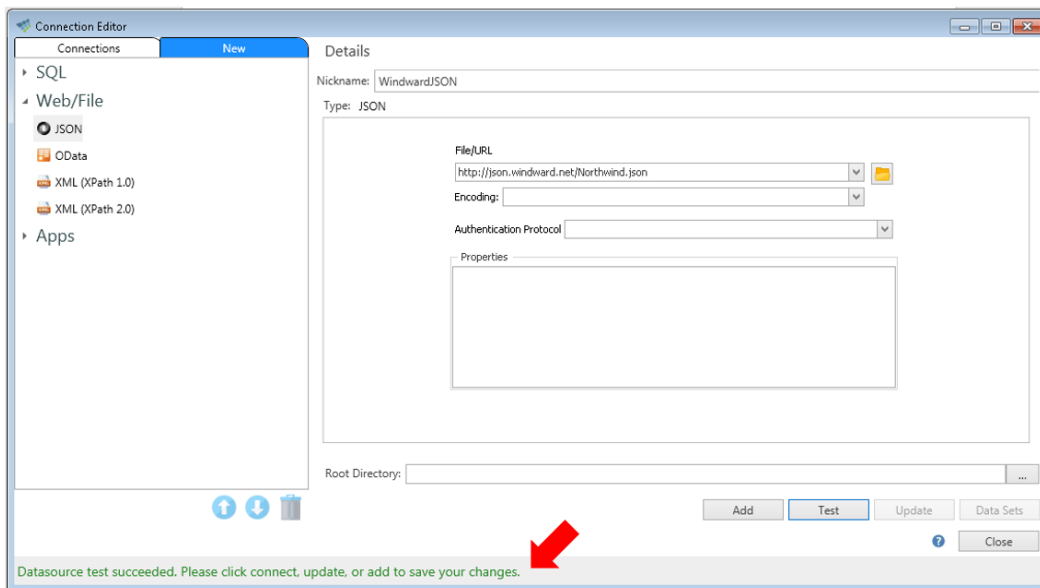 Connection Editor
Connections
New
SQL
Web/File
JSON
OData
XML (XPath 1.0)
XML (XPath 2.0)
Apps
Details
Nickname: WindwardJSON
Type: JSON
File/URL
http://json.windward.net/Northwind.json
Encoding:
Authentication Protocol
Properties
Root Directory:
...
Add
Test
Update
Data Sets
?
Close
Datasource test succeeded. Please click connect, update, or add to save your changes.